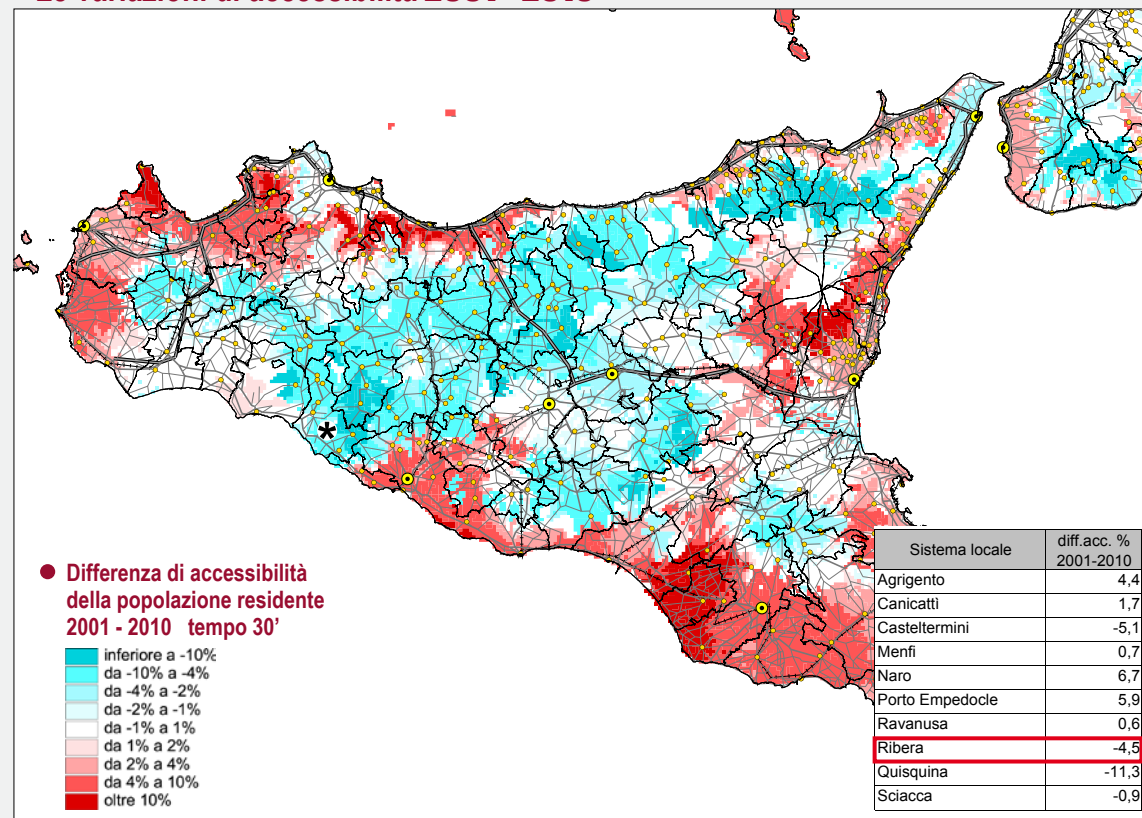 ● Differenza di accessibilità
della popolazione residente
2001 - 2010 tempo 30'
inferiore a -10%
da -10% a -4%
da -4% a -2%
da -2% a -1%
da -1% a 1%
da 1% a 2%
da 2% a 4%
da 4% a 10%
oltre 10%
*
Sistema locale diff.acc. % 2001-2010
Agrigento 4,4
Canicattì 1,7
Casteltermini -5,1
Menfi 0,7
Naro 6,7
Porto Empedocle 5,9
Ravanusa 0,6
Ribera -4,5
Quisquina -11,3
Sciacca -0,9